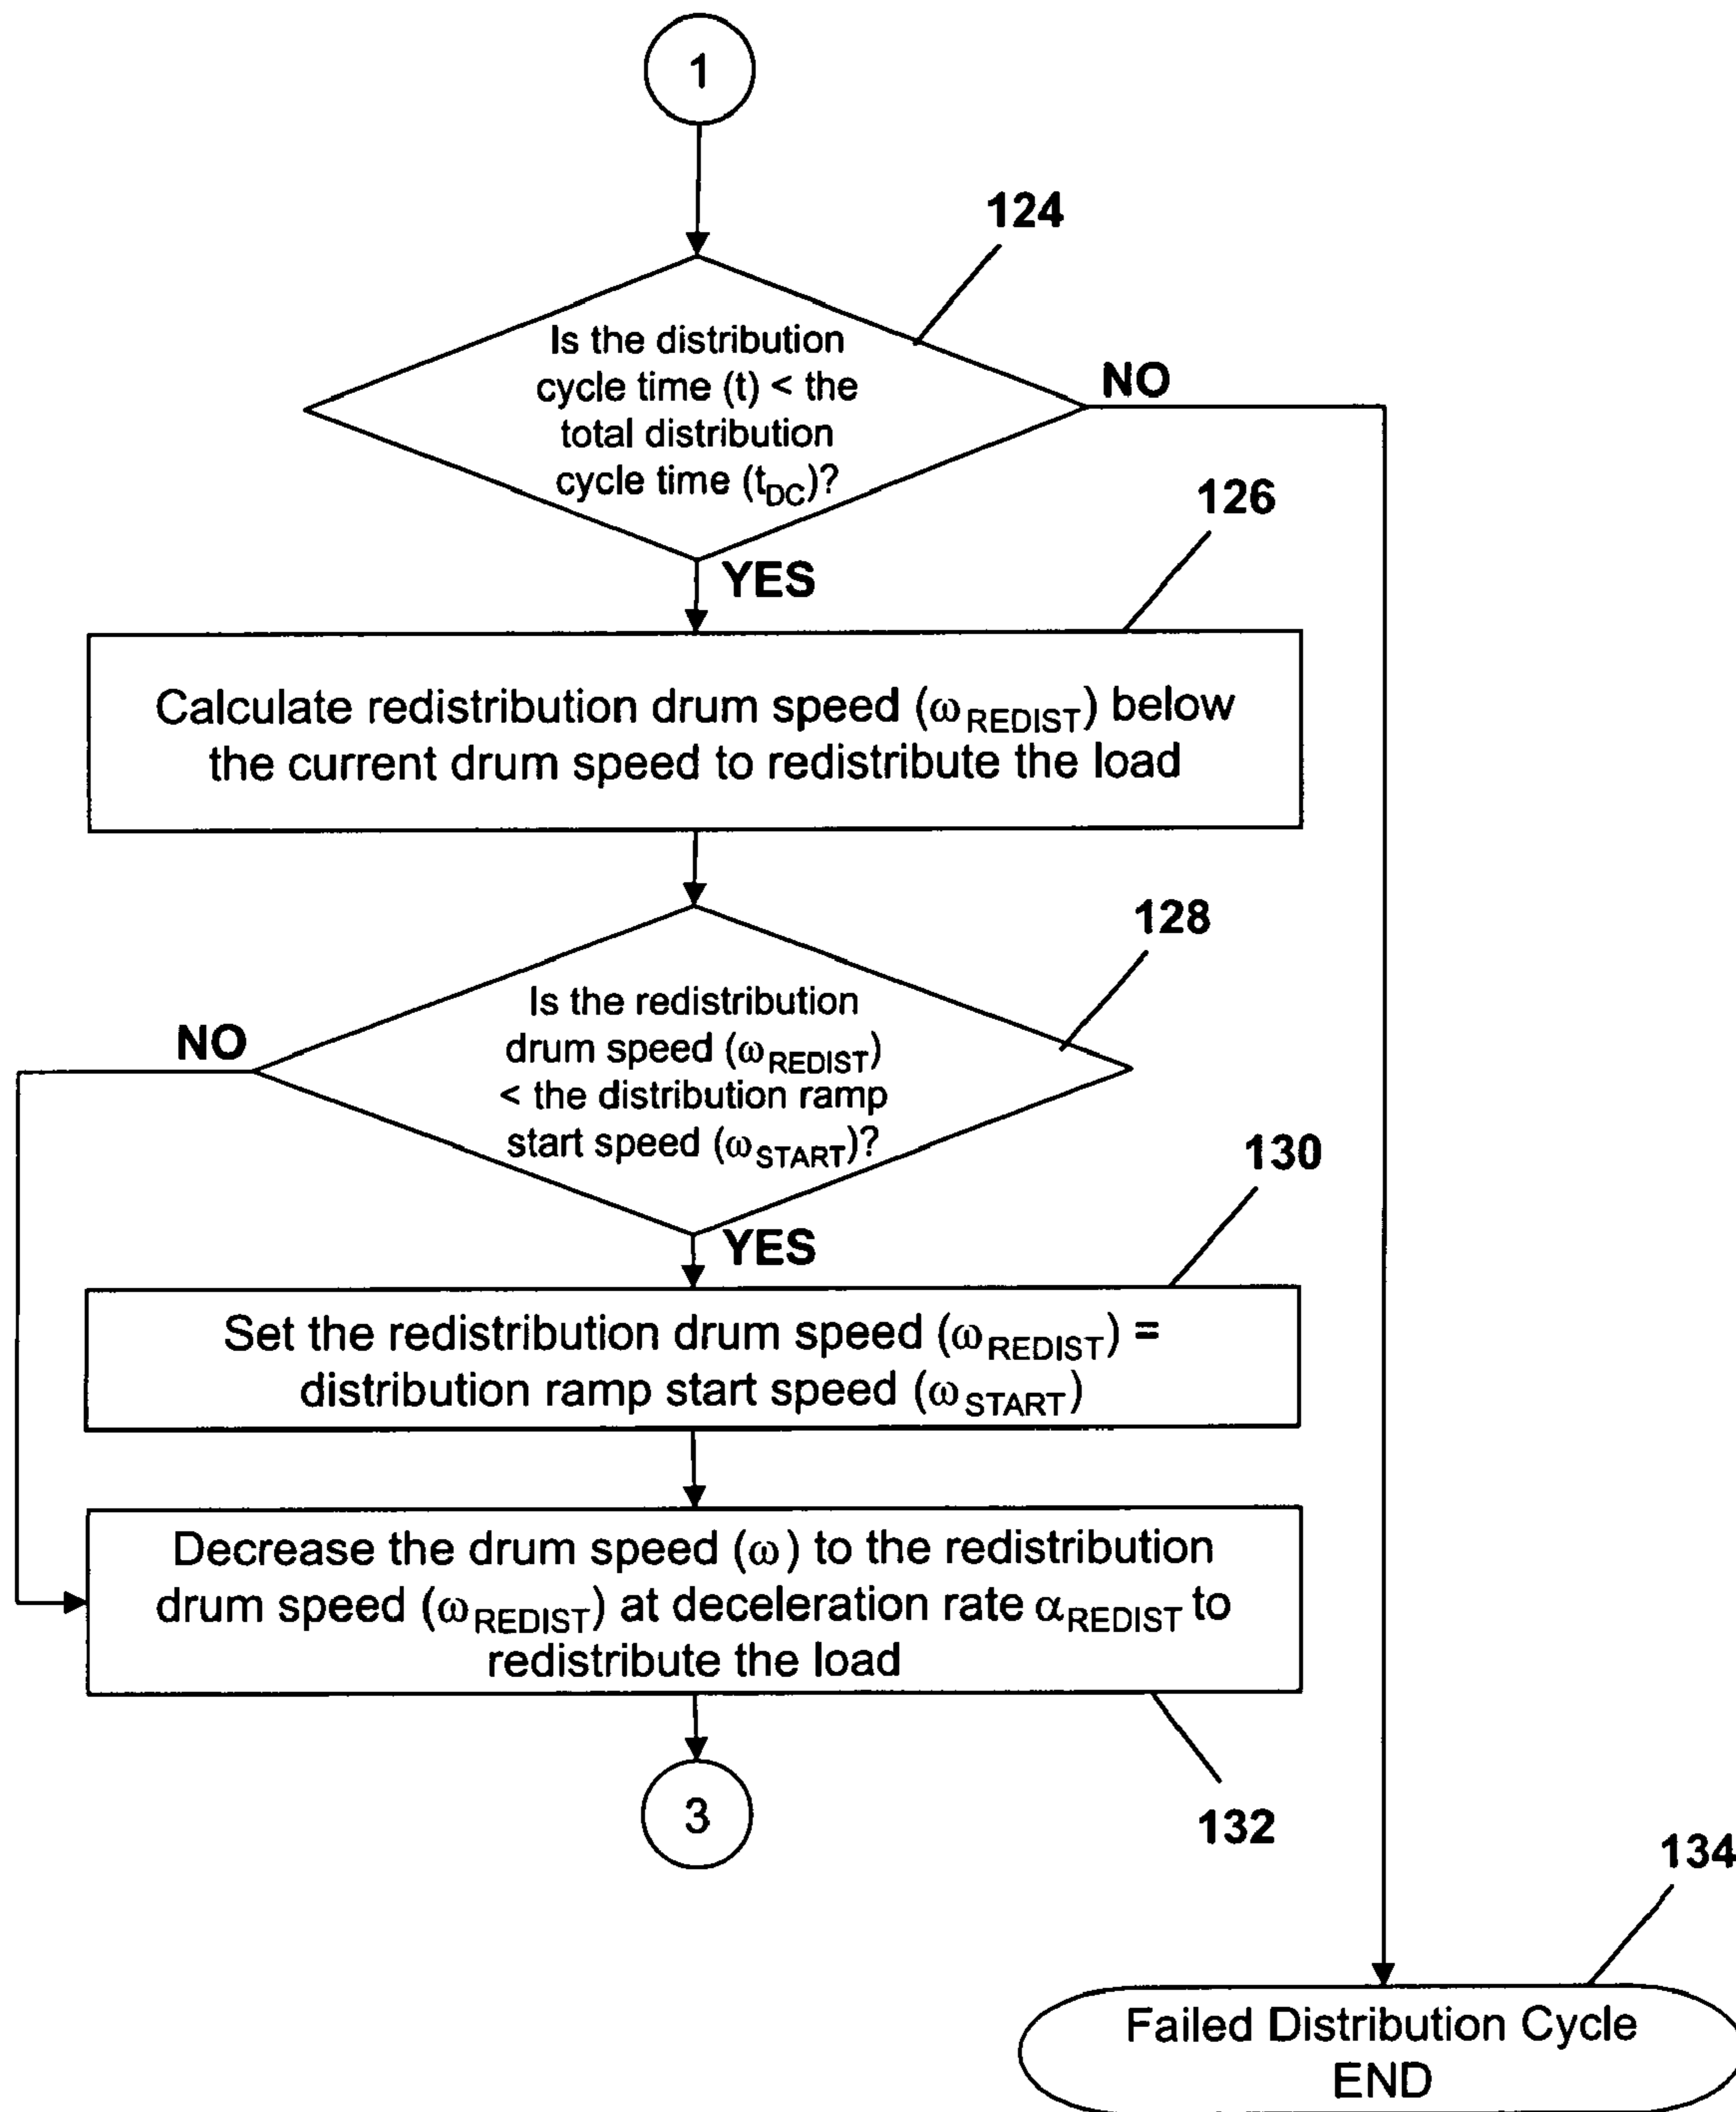 1
124
Is the distribution
cycle time (t) < the
total distribution
cycle time (tDC)?
NO
YES
126
Calculate redistribution drum speed (ωREDIST) below
the current drum speed to redistribute the load
128
Is the redistribution
drum speed (ωREDIST)
< the distribution ramp
start speed (ωSTART)?
NO
YES
130
Set the redistribution drum speed (ωREDIST) =
distribution ramp start speed (ωSTART)
Decrease the drum speed (ω) to the redistribution
drum speed (ωREDIST) at deceleration rate αREDIST to
redistribute the load
132
3
134
Failed Distribution Cycle
END